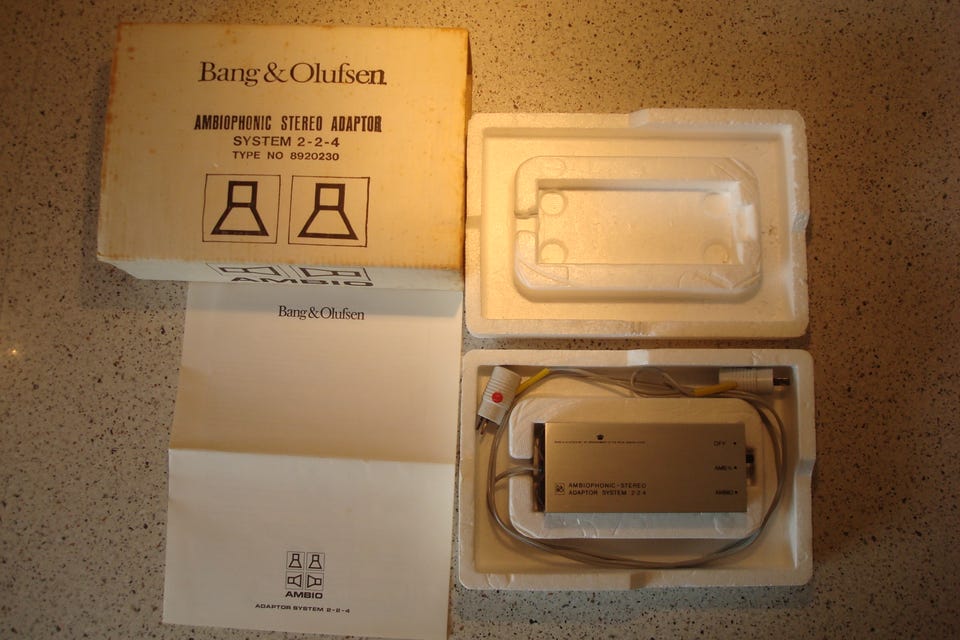 Bang & Olufsen
AMBIOPHONIC STEREO ADAPTOR
SYSTEM 2-2-4
TYPE NO 8920230
AMBIO
Bang & Olufsen
AMBIO
ADAPTOR SYSTEM 2-2-4
OFF
AMBIO
AMBIOPHONIC-STEREO
ADAPTOR SYSTEM 2-2-4